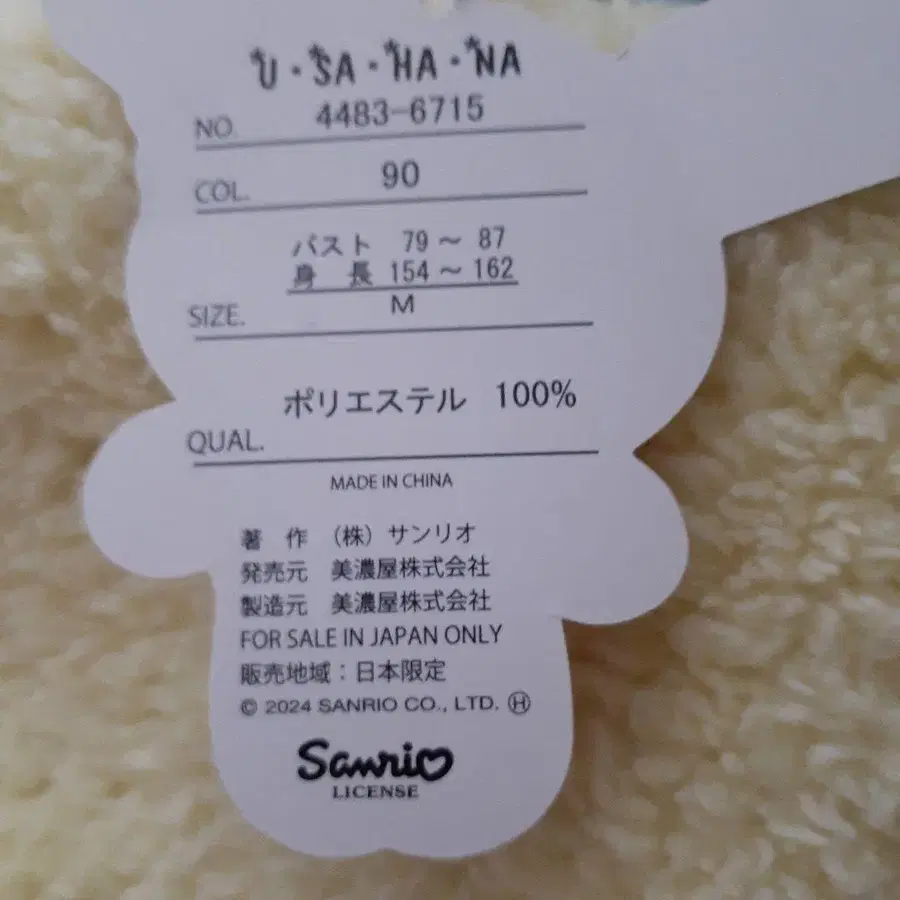 U·SA·HA·NA
NO. 4483-6715
COL. 90
バスト 79～ 87
身 長 154～162
SIZE. M
ポリエステル 100%
QUAL.
MADE IN CHINA
著 作 （株）サンリオ
発売元 美濃屋株式会社
製造元 美濃屋株式会社
FOR SALE IN JAPAN ONLY
販売地域：日本限定
© 2024 SANRIO CO., LTD. Ⓗ
Sanrio
LICENSE